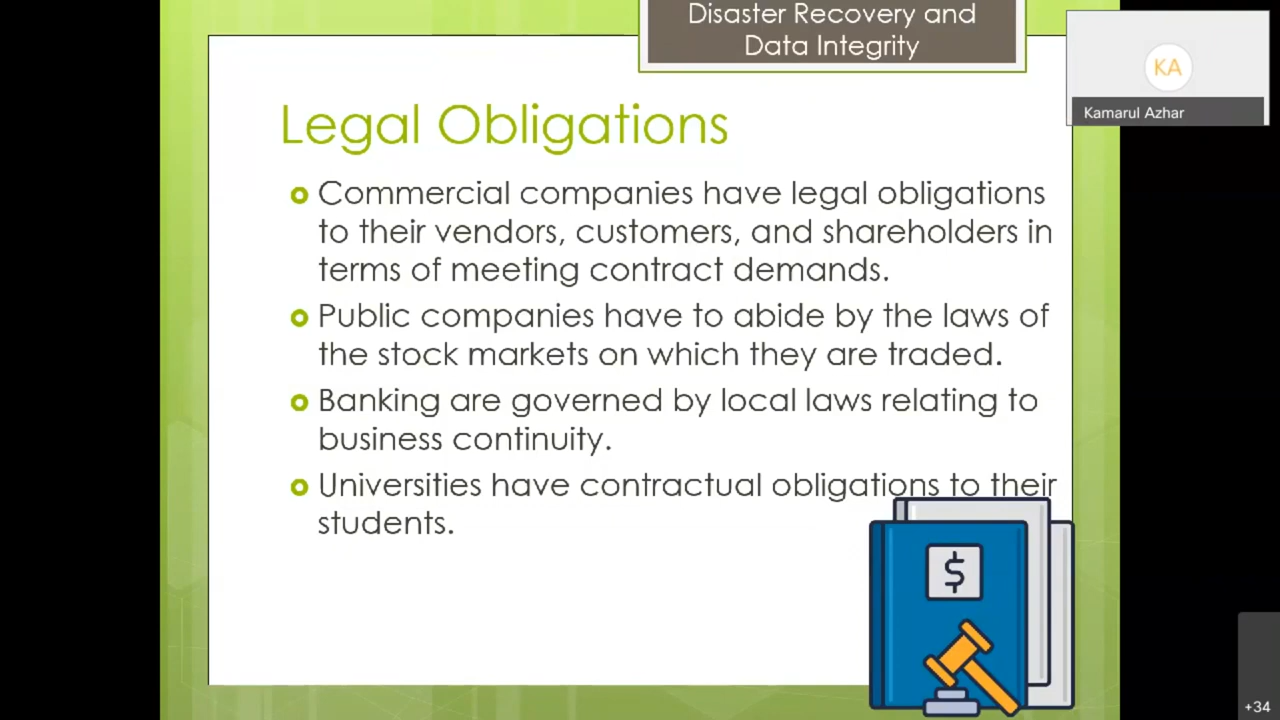 Disaster Recovery and
Data Integrity
KA
Kamarul Azhar
Legal Obligations
Commercial companies have legal obligations
to their vendors, customers, and shareholders in
terms of meeting contract demands.
Public companies have to abide by the laws of
the stock markets on which they are traded.
Banking are governed by local laws relating to
business continuity.
Universities have contractual obligations to their
students.
$
+34